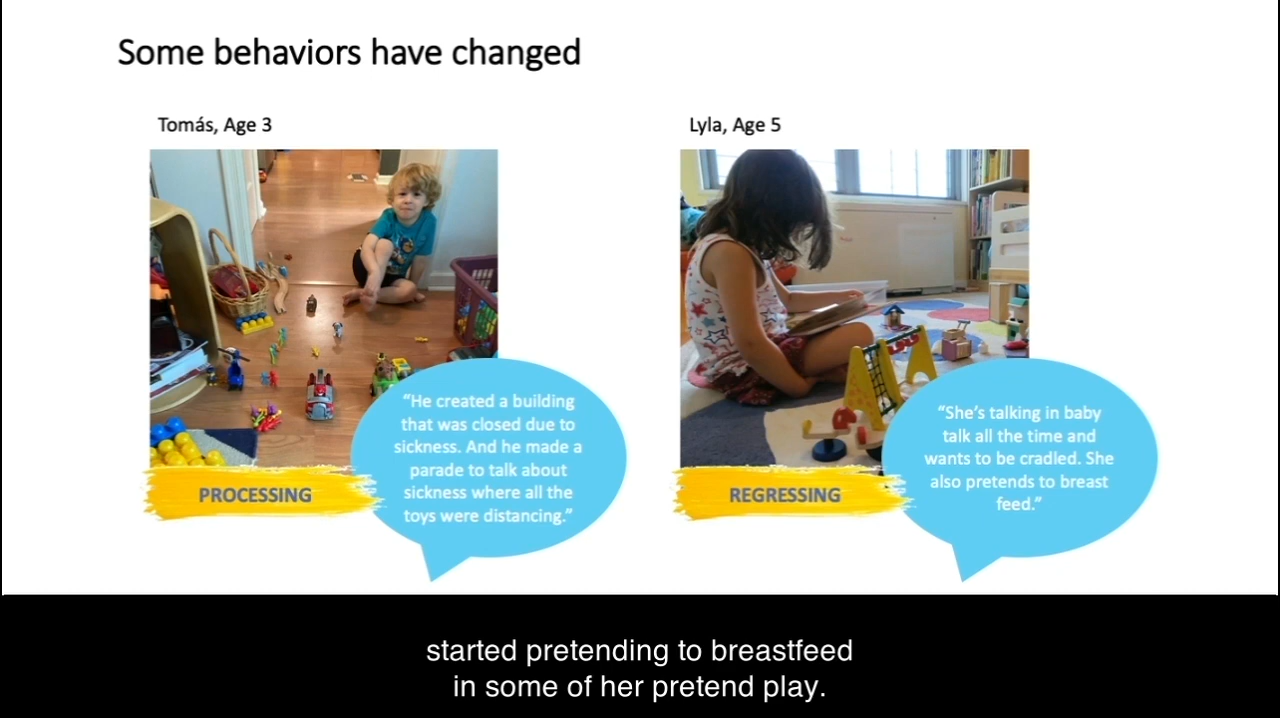 Some behaviors have changed
Tomás, Age 3
“He created a building
that was closed due to
sickness. And he made a
parade to talk about
sickness where all the
toys were distancing.”
PROCESSING
Lyla, Age 5
“She’s talking in baby
talk all the time and
wants to be cradled. She
also pretends to breast
feed.”
REGRESSING
started pretending to breastfeed
in some of her pretend play.